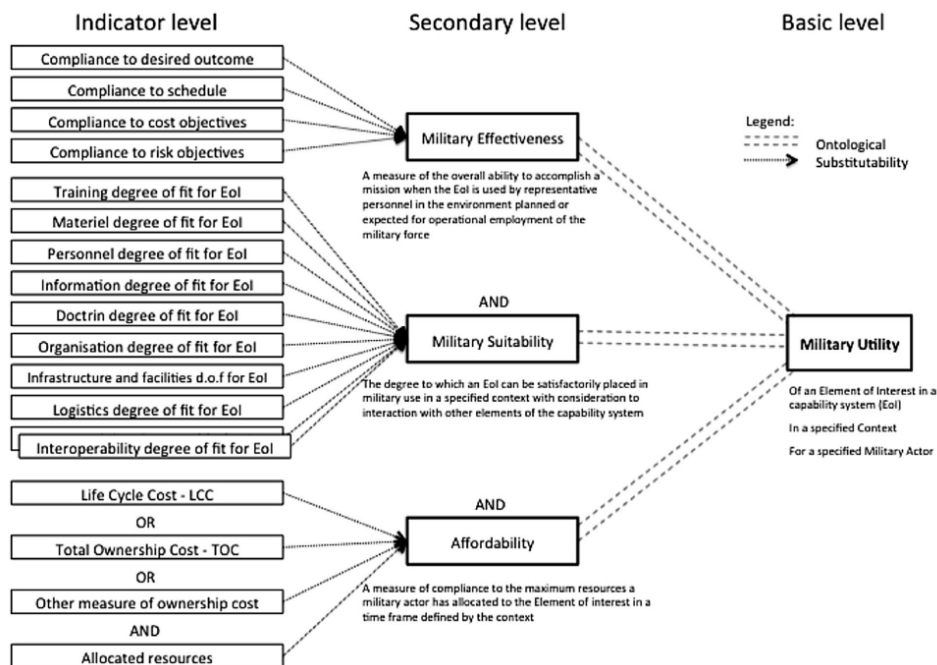 Indicator level
Secondary level
Basic level
Compliance to desired outcome
Compliance to schedule
Compliance to cost objectives
Compliance to risk objectives
Training degree of fit for EoI
Materiel degree of fit for EoI
Personnel degree of fit for EoI
Information degree of fit for EoI
Doctrin degree of fit for EoI
Organisation degree of fit for EoI
Infrastructure and facilities d.o.f for EoI
Logistics degree of fit for EoI
Interoperability degree of fit for EoI
Life Cycle Cost - LCC
OR
Total Ownership Cost - TOC
OR
Other measure of ownership cost
AND
Allocated resources
Military Effectiveness
A measure of the overall ability to accomplish a
mission when the EoI is used by representative
personnel in the environment planned or
expected for operational employment of the
military force
AND
Military Suitability
The degree to which an EoI can be satisfactorily placed in
military use in a specified context with consideration to
interaction with other elements of the capability system
AND
Affordability
A measure of compliance to the maximum resources a
military actor has allocated to the Element of interest in a
time frame defined by the context
Legend:
Ontological
Substitutability
Military Utility
Of an Element of Interest in a
capability system (EoI)
In a specified Context
For a specified Military Actor